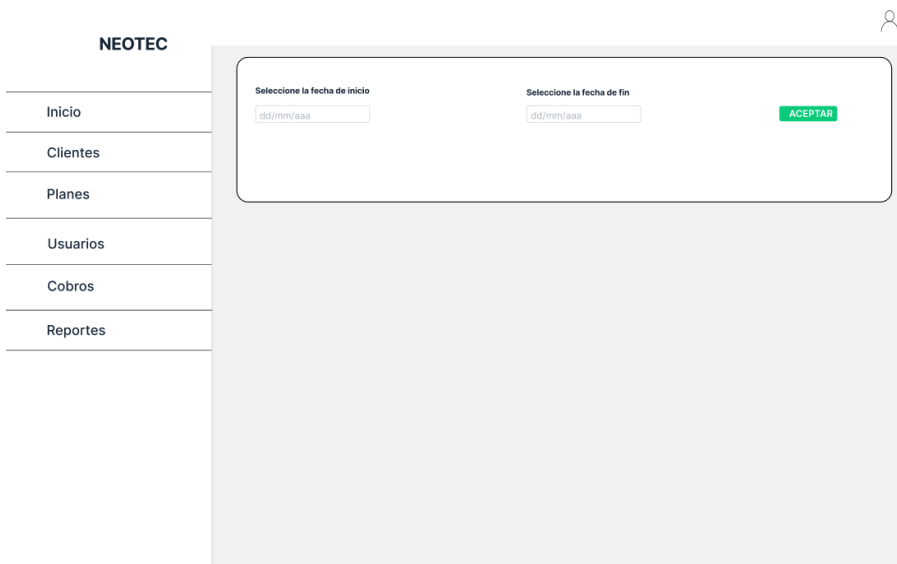 NEOTEC
Inicio
Clientes
Planes
Usuarios
Cobros
Reportes
Seleccione la fecha de inicio
dd/mm/aaa
Seleccione la fecha de fin
dd/mm/aaa
ACEPTAR